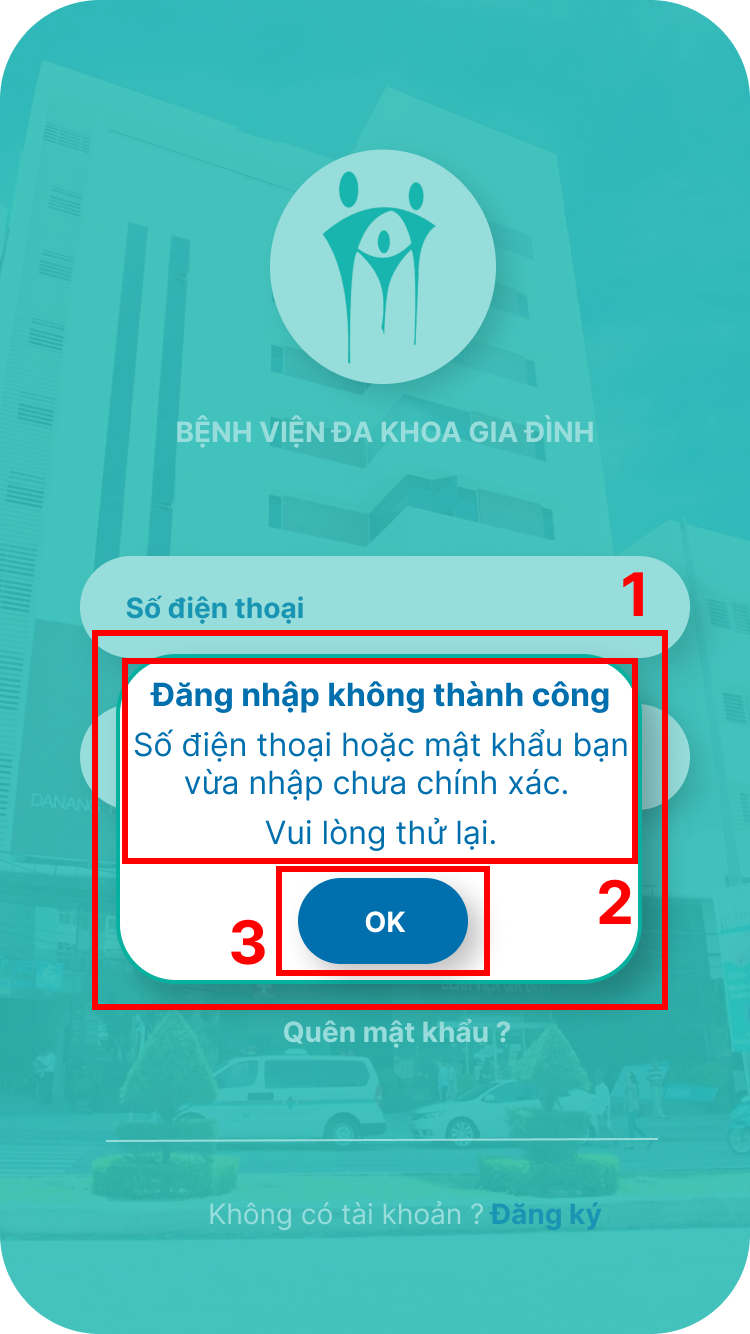 BỆNH VIỆN ĐA KHOA GIA ĐÌNH
Số điện thoại
1
Đăng nhập không thành công
Số điện thoại hoặc mật khẩu bạn
vừa nhập chưa chính xác.
Vui lòng thử lại.
DANANG
2
3
OK
Quên mật khẩu ?
Không có tài khoản ? Đăng ký